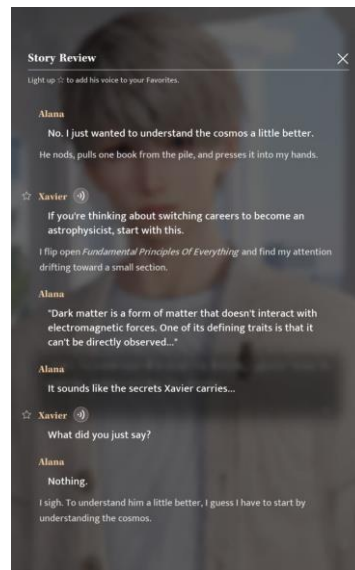 Story Review
Light up ☆ to add his voice to your Favorites.
Alana
No. I just wanted to understand the cosmos a little better.
He nods, pulls one book from the pile, and presses it into my hands.
Xavier
If you're thinking about switching careers to become an
astrophysicist, start with this.
I flip open Fundamental Principles Of Everything and find my attention
drifting toward a small section.
Alana
"Dark matter is a form of matter that doesn't interact with
electromagnetic forces. One of its defining traits is that it
can't be directly observed..."
Alana
It sounds like the secrets Xavier carries...
Xavier
What did you just say?
Alana
Nothing.
I sigh. To understand him a little better, I guess I have to start by
understanding the cosmos.